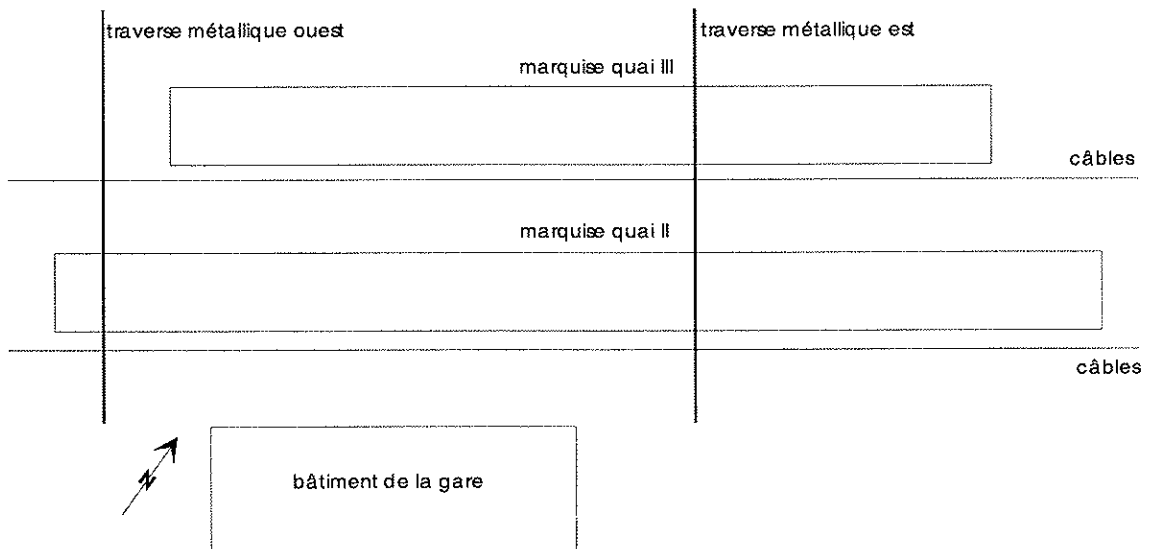 traverse métallique ouest
traverse métallique est
marquise quai III
câbles
marquise quai II
câbles
N
bâtiment de la gare